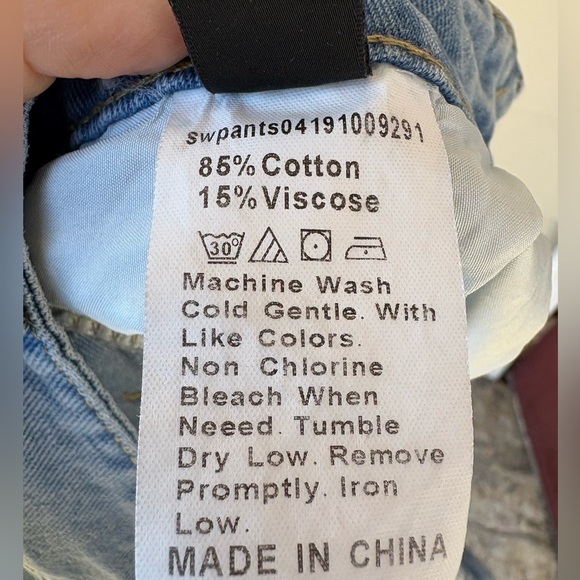 swpants04191009291
85% Cotton
15% Viscose
30°
Machine Wash
Cold Gentle. With
Like Colors.
Non Chlorine
Bleach When
Neeed. Tumble
Dry Low. Remove
Promptly. Iron
Low.
MADE IN CHINA